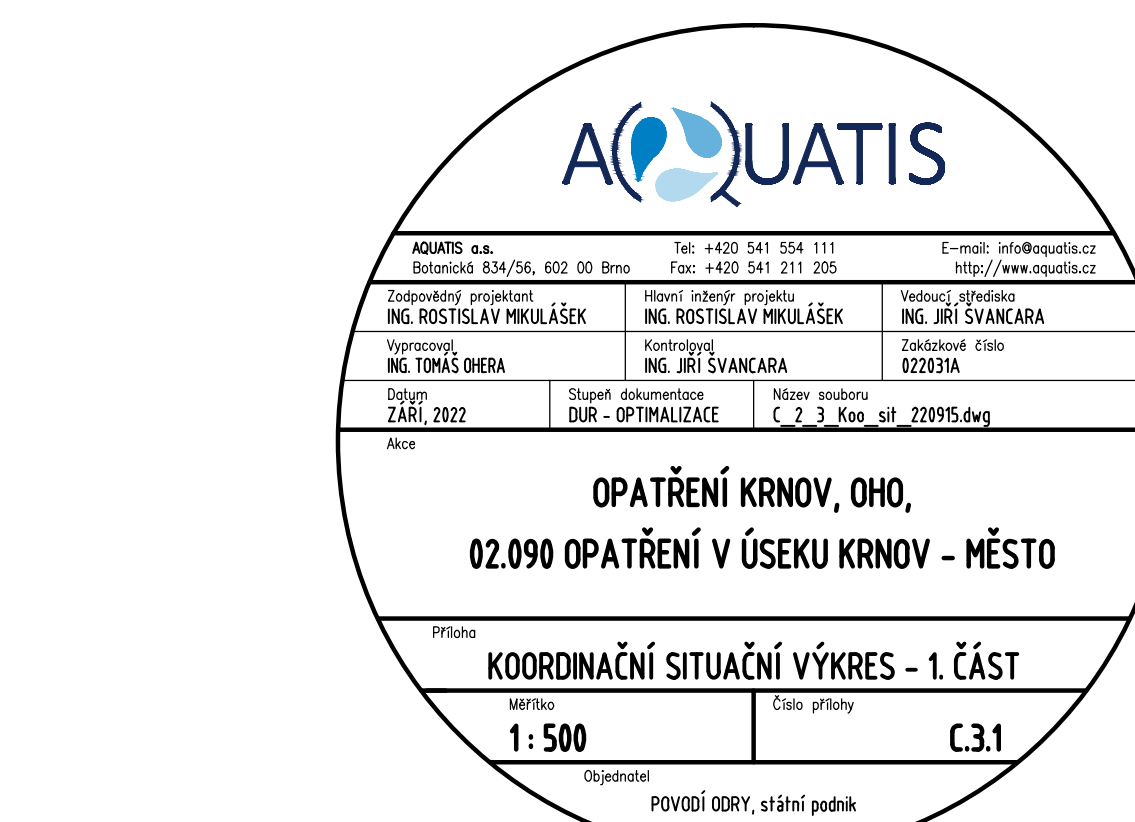 AQUATIS
AQUATIS a.s. Tel: +420 541 554 111 E-mail: info@aquatis.cz
Botanická 834/56, 602 00 Brno Fax: +420 541 211 205 http://www.aquatis.cz
Zodpovědný projektant Hlavní inženýr projektu Vedoucí střediska
ING. ROSTISLAV MIKULÁŠEK ING. ROSTISLAV MIKULÁŠEK ING. JIŘÍ ŠVANCARA
Vypracoval Kontroloval Zakázkové číslo
ING. TOMÁŠ OHERA ING. JIŘÍ ŠVANCARA 022031A
Datum Stupeň dokumentace Název souboru
ZÁŘÍ, 2022 DUR - OPTIMALIZACE C_2_3_Koo_sit_220915.dwg
Akce
OPATŘENÍ KRNOV, OHO,
02.090 OPATŘENÍ V ÚSEKU KRNOV - MĚSTO
Příloha
KOORDINAČNÍ SITUAČNÍ VÝKRES - 1. ČÁST
Měřítko Číslo přílohy
1 : 500 C.3.1
Objednatel
POVODÍ ODRY, státní podnik